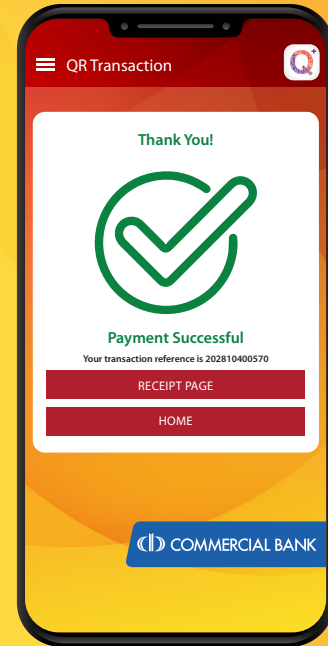 QR Transaction
Q+
Thank You!
Payment Successful
Your transaction reference is 202810400570
RECEIPT PAGE
HOME
COMMERCIAL BANK